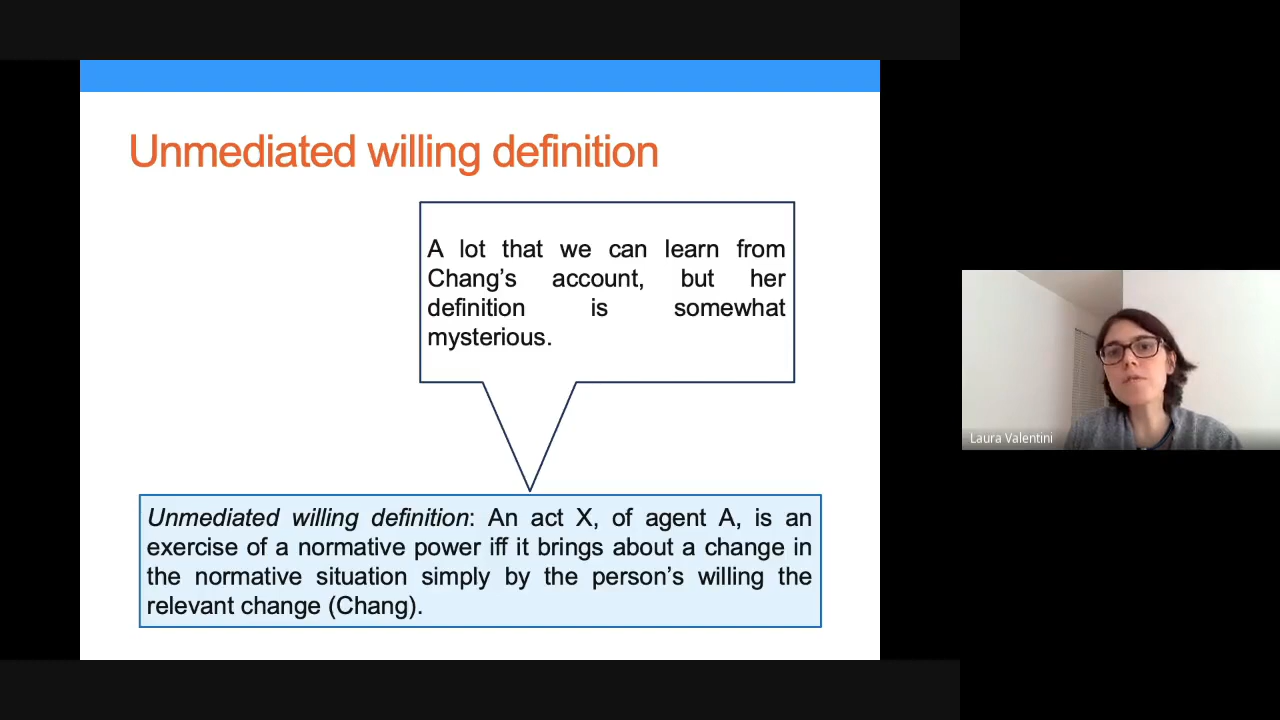 Unmediated willing definition
A lot that we can learn from
Chang's account, but her
definition is somewhat
mysterious.
Unmediated willing definition: An act X, of agent A, is an
exercise of a normative power iff it brings about a change in
the normative situation simply by the person's willing the
relevant change (Chang).
Laura Valentini